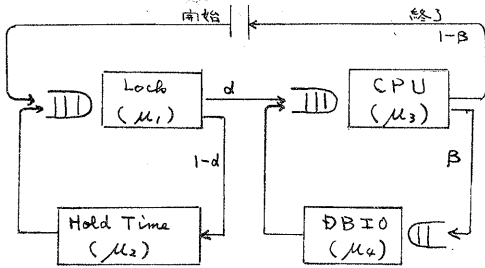 開始
終了
1-β
Lock
(μ₁)
α
CPU
(μ₃)
1-α
β
Hold Time
(μ₂)
DBIO
(μ₄)